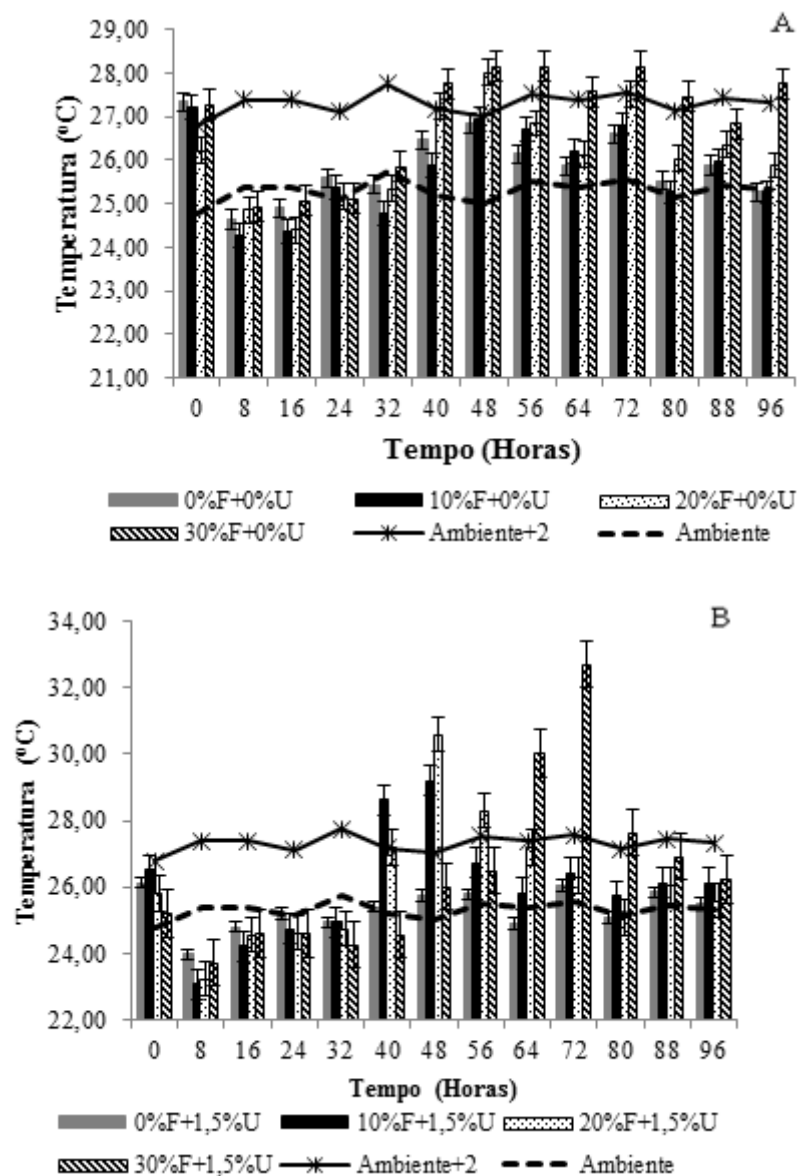 A
29,00
28,00
27,00
26,00
25,00
24,00
23,00
22,00
21,00
Temperatura (ºC)
0 8 16 24 32 40 48 56 64 72 80 88 96
Tempo (Horas)
0%F+0%U 10%F+0%U 20%F+0%U
30%F+0%U Ambiente+2 Ambiente
B
34,00
32,00
30,00
28,00
26,00
24,00
22,00
Temperatura (ºC)
0 8 16 24 32 40 48 56 64 72 80 88 96
Tempo (Horas)
0%F+1,5%U 10%F+1,5%U 20%F+1,5%U
30%F+1,5%U Ambiente+2 Ambiente